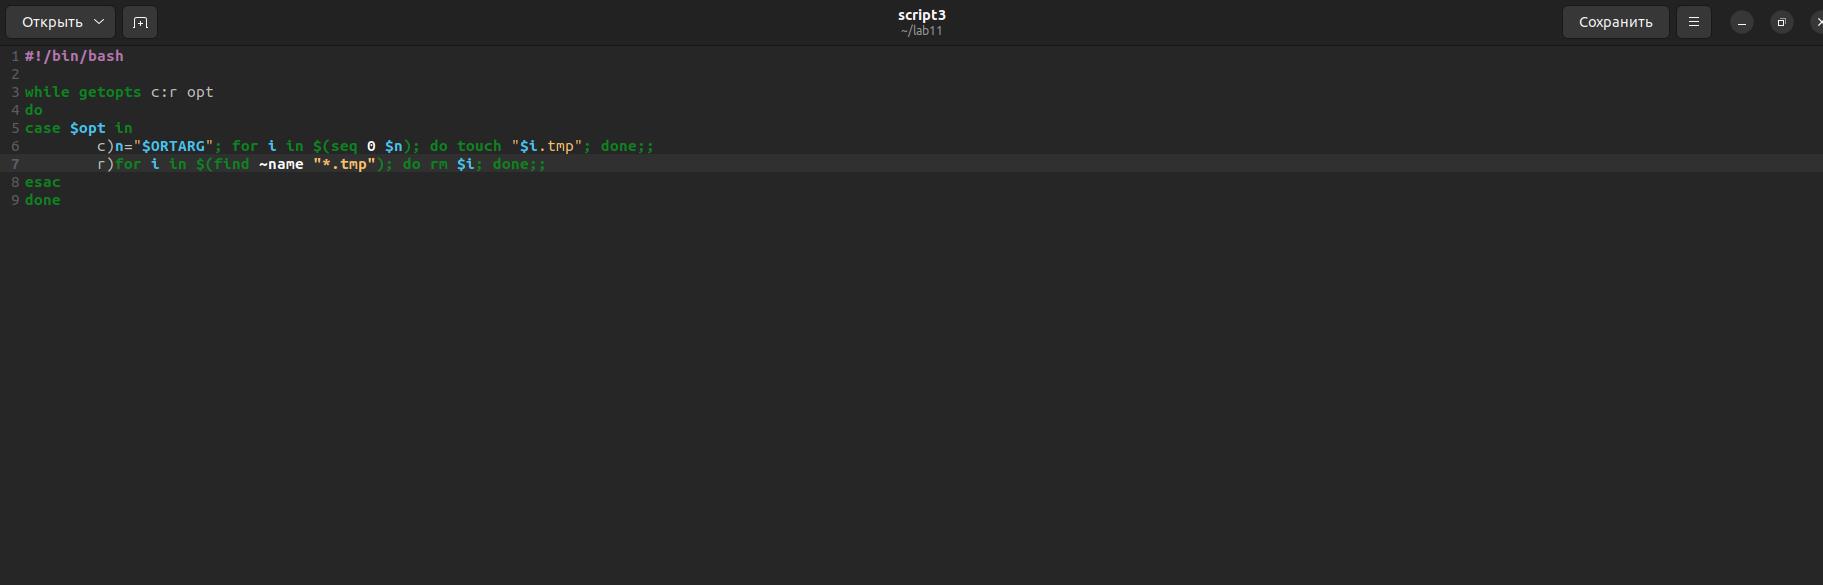 Открыть
script3
~/lab11
Сохранить
1 #!/bin/bash
2
3 while getopts c:r opt
4 do
5 case $opt in
6         c)n="$ORTARG"; for i in $(seq 0 $n); do touch "$i.tmp"; done;;
7         r)for i in $(find ~name "*.tmp"); do rm $i; done;;
8 esac
9 done